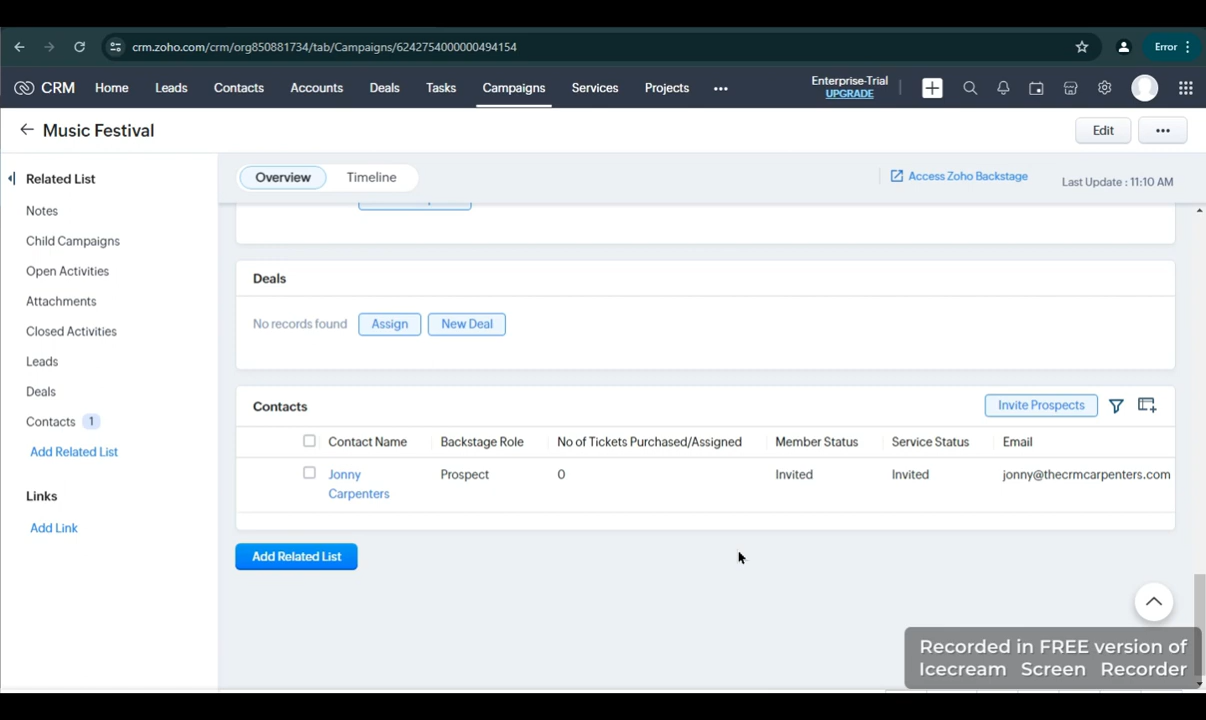 crm.zoho.com/crm/org850881734/tab/Campaigns/6242754000000494154
Error
CRM Home Leads Contacts Accounts Deals Tasks Campaigns Services Projects
Enterprise-Trial
UPGRADE
Music Festival
Edit
Related List
Notes
Child Campaigns
Open Activities
Attachments
Closed Activities
Leads
Deals
Contacts 1
Add Related List
Links
Add Link
Overview Timeline
Access Zoho Backstage
Last Update : 11:10 AM
Deals
No records found Assign New Deal
Contacts
Invite Prospects
Contact Name Backstage Role No of Tickets Purchased/Assigned Member Status Service Status Email
Jonny Prospect 0 Invited Invited jonny@thecrmcarpenters.com
Carpenters
Add Related List
Recorded in FREE version of
Icecream Screen Recorder